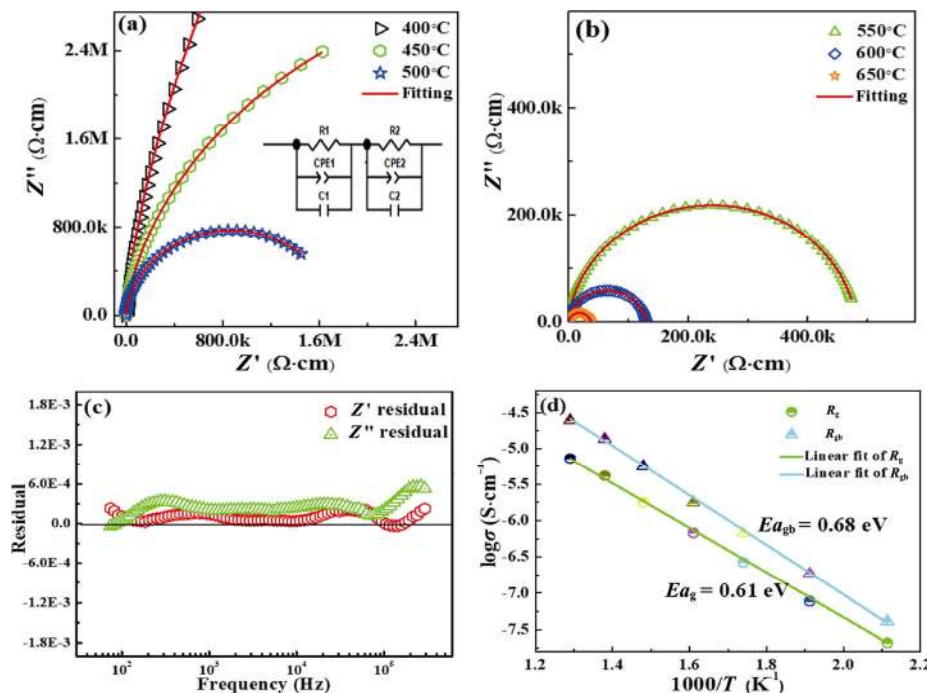 (a)
400°C
450°C
500°C
Fitting
2.4M
1.6M
800.0k
0.0
Z'' (Ω·cm)
R1 R2
CPE1 CPE2
C1 C2
0.0 800.0k 1.6M 2.4M
Z' (Ω·cm)
(b)
550°C
600°C
650°C
Fitting
400.0k
200.0k
0.0
Z'' (Ω·cm)
0.0 200.0k 400.0k
Z' (Ω·cm)
(c)
Z' residual
Z'' residual
1.8E-3
1.2E-3
6.0E-4
0.0
-6.0E-4
-1.2E-3
-1.8E-3
Residual
10² 10³ 10⁴ 10⁵
Frequency (Hz)
(d)
Rg
Rgb
Linear fit of Rg
Linear fit of Rgb
-4.5
-5.0
-5.5
-6.0
-6.5
-7.0
-7.5
logσ (S·cm⁻¹)
Eagb = 0.68 eV
Eag = 0.61 eV
1.2 1.4 1.6 1.8 2.0 2.2
1000/T (K⁻¹)